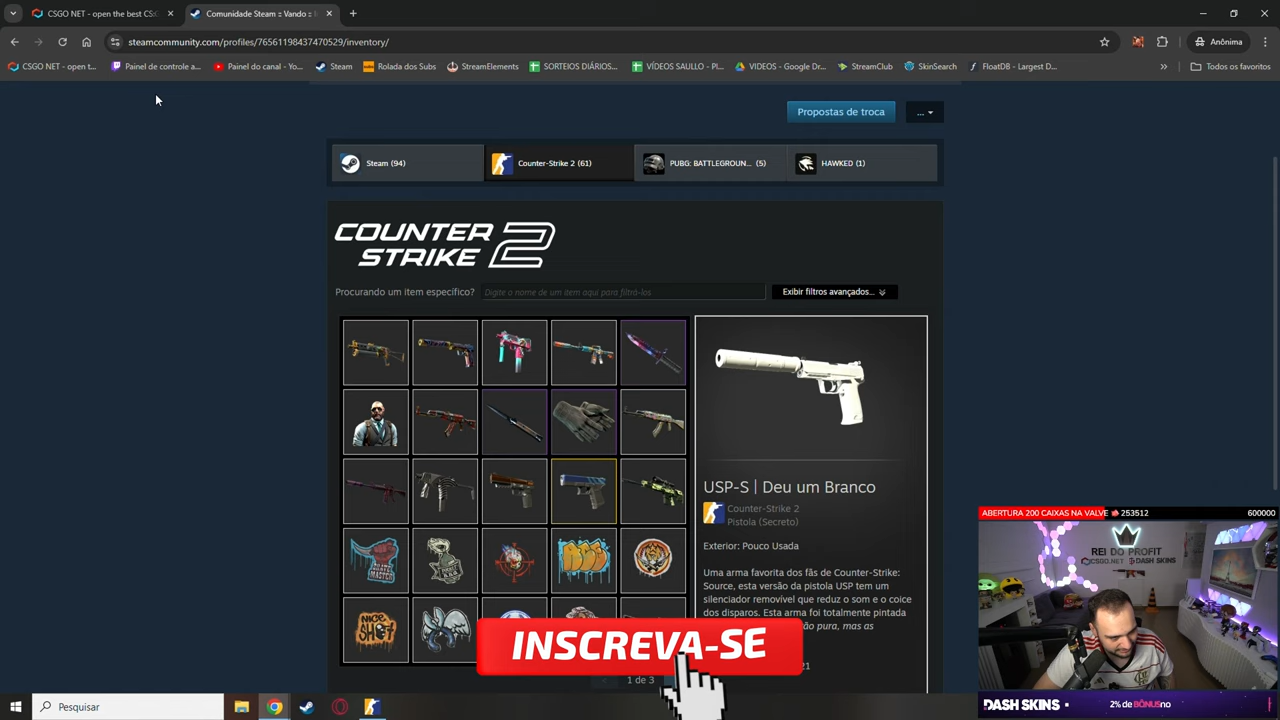 CSGO NET - open the best CS
Comunidade Steam :: Vando :: I
steamcommunity.com/profiles/76561198437470529/inventory/
Anônima
CSGO NET - open t...
Painel de controle a...
Painel do canal - Yo...
Steam
Rolada dos Subs
StreamElements
SORTEIOS DIÁRIOS...
VÍDEOS SAULLO - Pl...
VIDEOS - Google Dr...
StreamClub
SkinSearch
FloatDB - Largest D...
Todos os favoritos
Propostas de troca
...
Steam (94)
Counter-Strike 2 (61)
PUBG: BATTLEGROUN... (5)
HAWKED (1)
COUNTER
STRIKE 2
Procurando um item específico?
Digite o nome de um item aqui para filtrá-los
Exibir filtros avançados...
USP-S | Deu um Branco
Counter-Strike 2
Pistola (Secreto)
Exterior: Pouco Usada
Uma arma favorita dos fãs de Counter-Strike:
Source, esta versão da pistola USP tem um
silenciador removível que reduz o som e o coice
dos disparos. Esta arma foi totalmente pintada
pura, mas as
21
NICE
SHOT
INSCREVA-SE
1 de 3
ABERTURA 200 CAIXAS NA VALVE
253512
600000
REI DO PROFIT
CSGO.NET
DASH SKINS
DASH SKINS
2% de BÔNUS no
Pesquisar